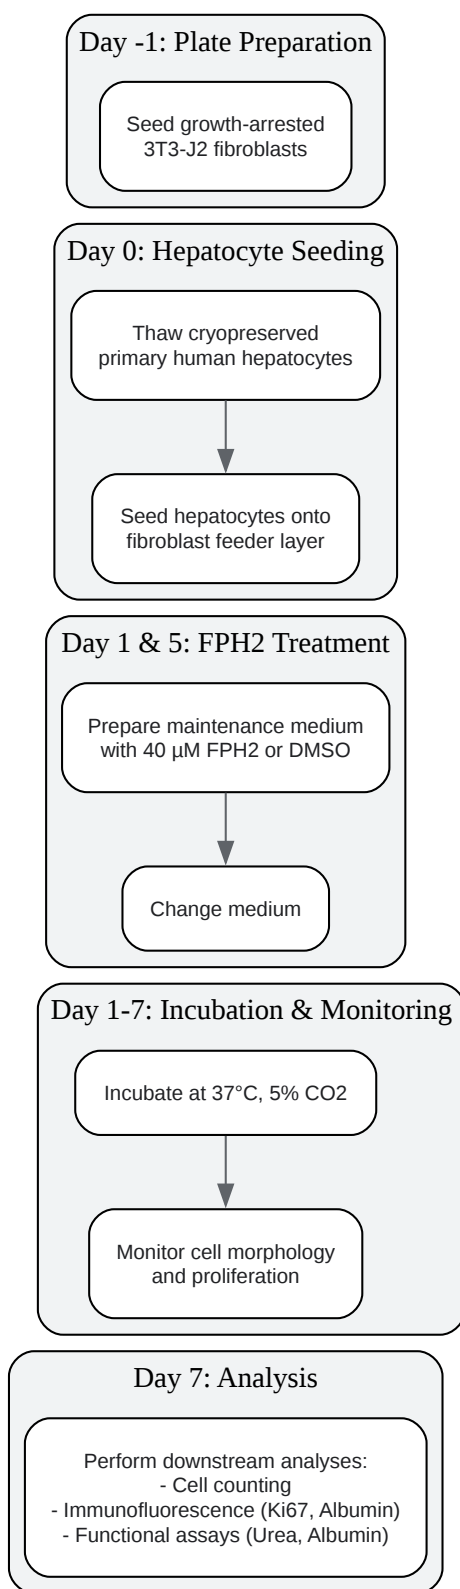 Day -1: Plate Preparation
Seed growth-arrested
3T3-J2 fibroblasts
Day 0: Hepatocyte Seeding
Thaw cryopreserved
primary human hepatocytes
Seed hepatocytes onto
fibroblast feeder layer
Day 1 & 5: FPH2 Treatment
Prepare maintenance medium
with 40 µM FPH2 or DMSO
Change medium
Day 1-7: Incubation & Monitoring
Incubate at 37°C, 5% CO2
Monitor cell morphology
and proliferation
Day 7: Analysis
Perform downstream analyses:
- Cell counting
- Immunofluorescence (Ki67, Albumin)
- Functional assays (Urea, Albumin)